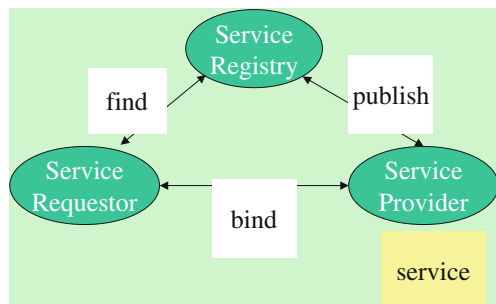 Service
Registry
find
publish
Service
Requestor
Service
Provider
bind
service